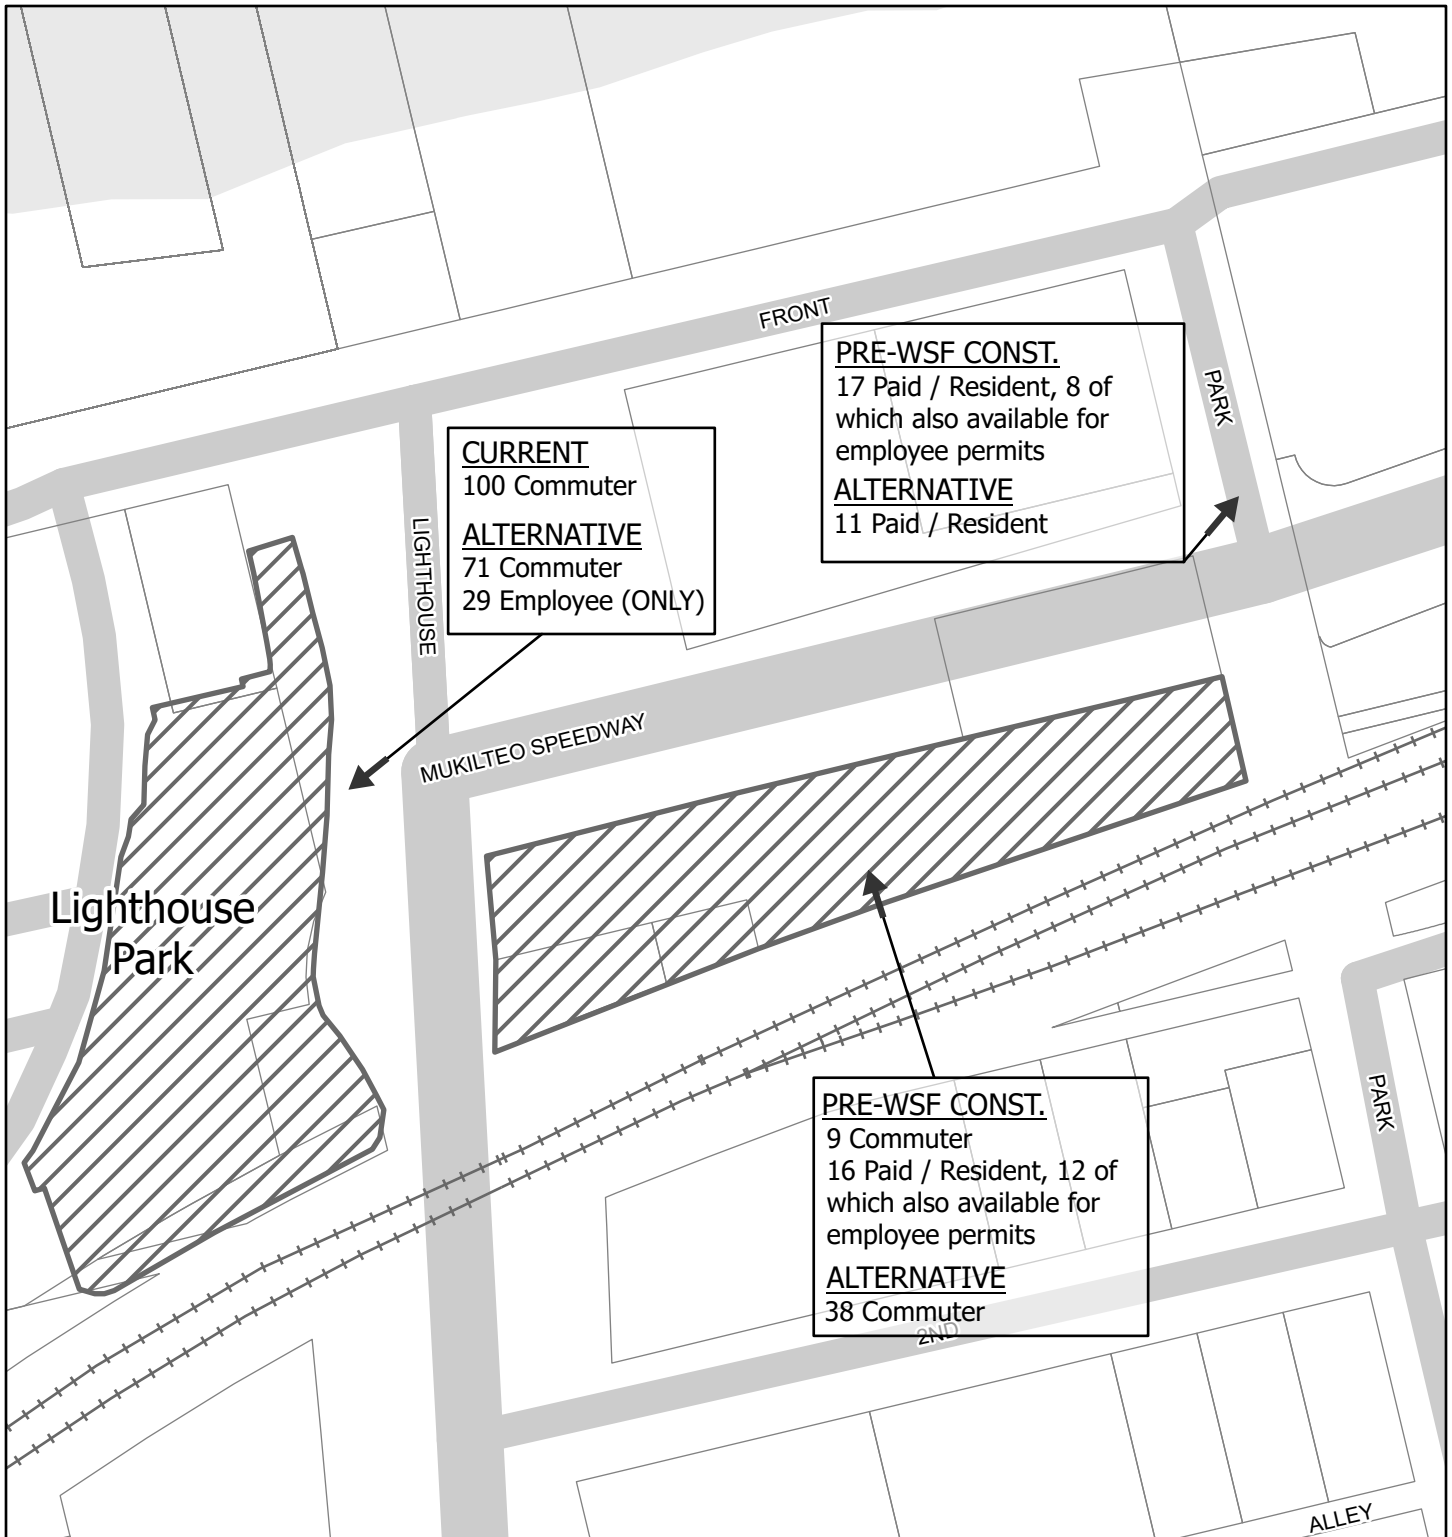 FRONT
PRE-WSF CONST.
17 Paid / Resident, 8 of
which also available for
employee permits
ALTERNATIVE
11 Paid / Resident
PARK
CURRENT
100 Commuter
ALTERNATIVE
71 Commuter
29 Employee (ONLY)
LIGHTHOUSE
MUKILTEO SPEEDWAY
Lighthouse
Park
PRE-WSF CONST.
9 Commuter
16 Paid / Resident, 12 of
which also available for
employee permits
ALTERNATIVE
38 Commuter
PARK
2ND
ALLEY